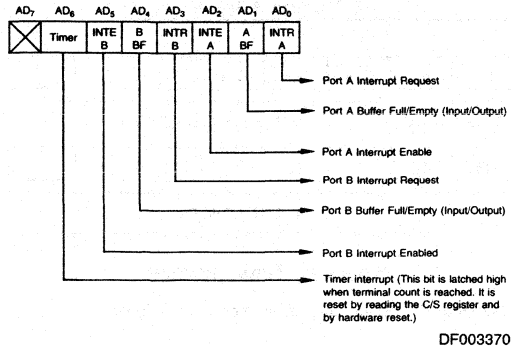 AD7 AD6 AD5 AD4 AD3 AD2 AD1 AD0
Timer INTE B B BF INTR B INTE A A BF INTR A
Port A Interrupt Request
Port A Buffer Full/Empty (Input/Output)
Port A Interrupt Enable
Port B Interrupt Request
Port B Buffer Full/Empty (Input/Output)
Port B Interrupt Enabled
Timer interrupt (This bit is latched high
when terminal count is reached. It is
reset by reading the C/S register and
by hardware reset.)
DF003370